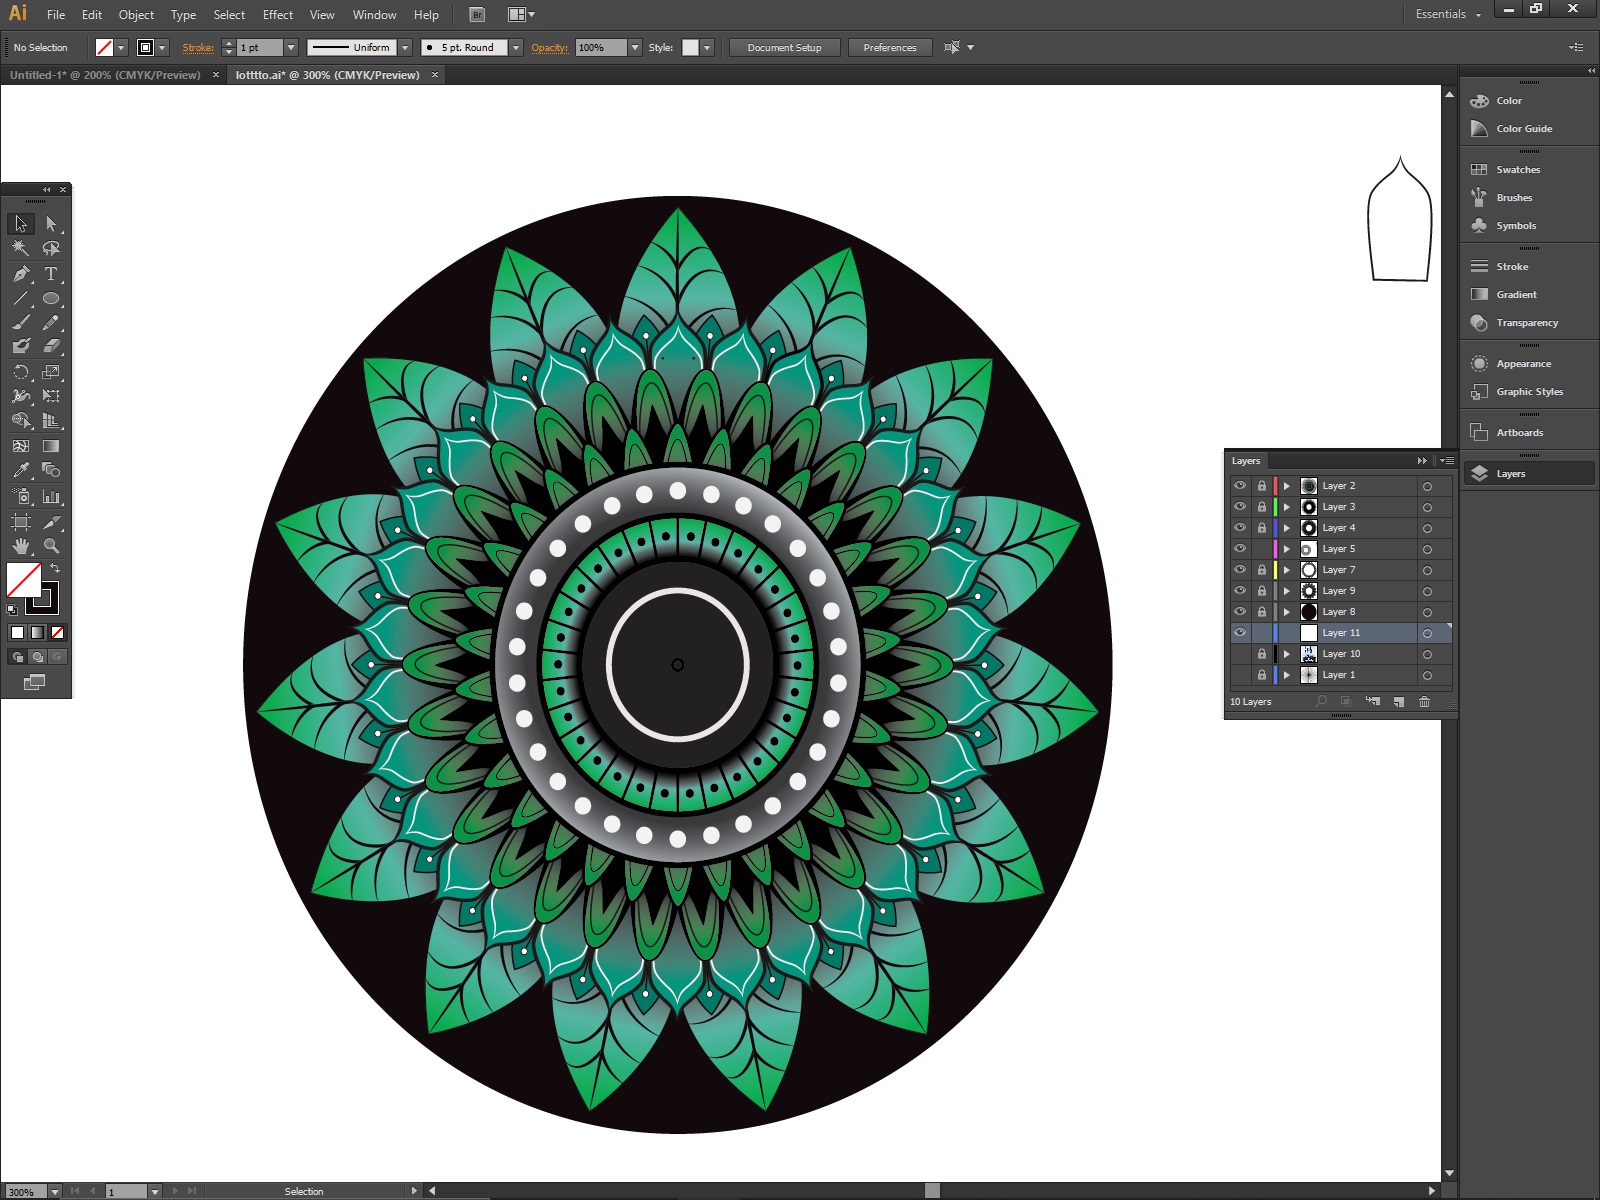 Ai File Edit Object Type Select Effect View Window Help Br Essentials
No Selection Stroke: 1 pt Uniform 5 pt. Round Opacity: 100% Style: Document Setup Preferences
Untitled-1* @ 200% (CMYK/Preview) × lotttto.ai* @ 300% (CMYK/Preview) ×
Color
Color Guide
Swatches
Brushes
Symbols
Stroke
Gradient
Transparency
Appearance
Graphic Styles
Artboards
Layers
T
Layers
Layer 2
Layer 3
Layer 4
Layer 5
Layer 7
Layer 9
Layer 8
Layer 11
Layer 10
Layer 1
10 Layers
300% 1 Selection